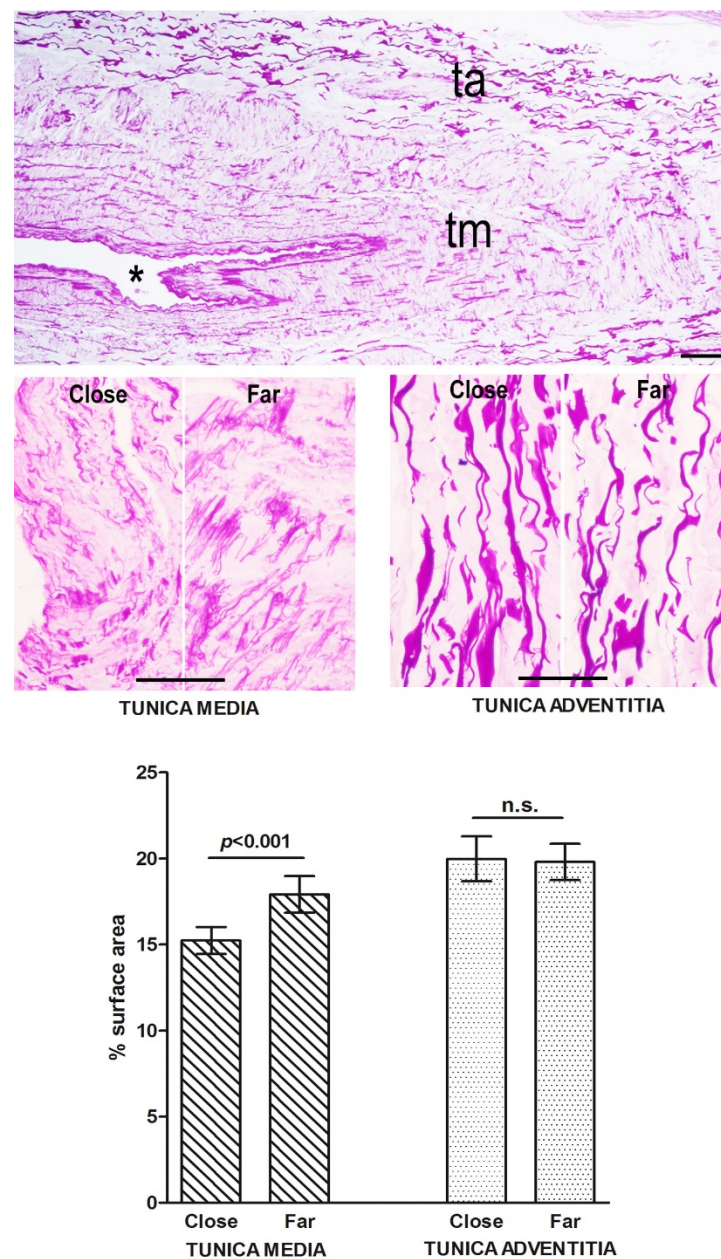 ta
tm
*
Close Far
Close Far
TUNICA MEDIA
TUNICA ADVENTITIA
25
20
15
10
5
0
% surface area
p<0.001
n.s.
Close Far
Close Far
TUNICA MEDIA
TUNICA ADVENTITIA